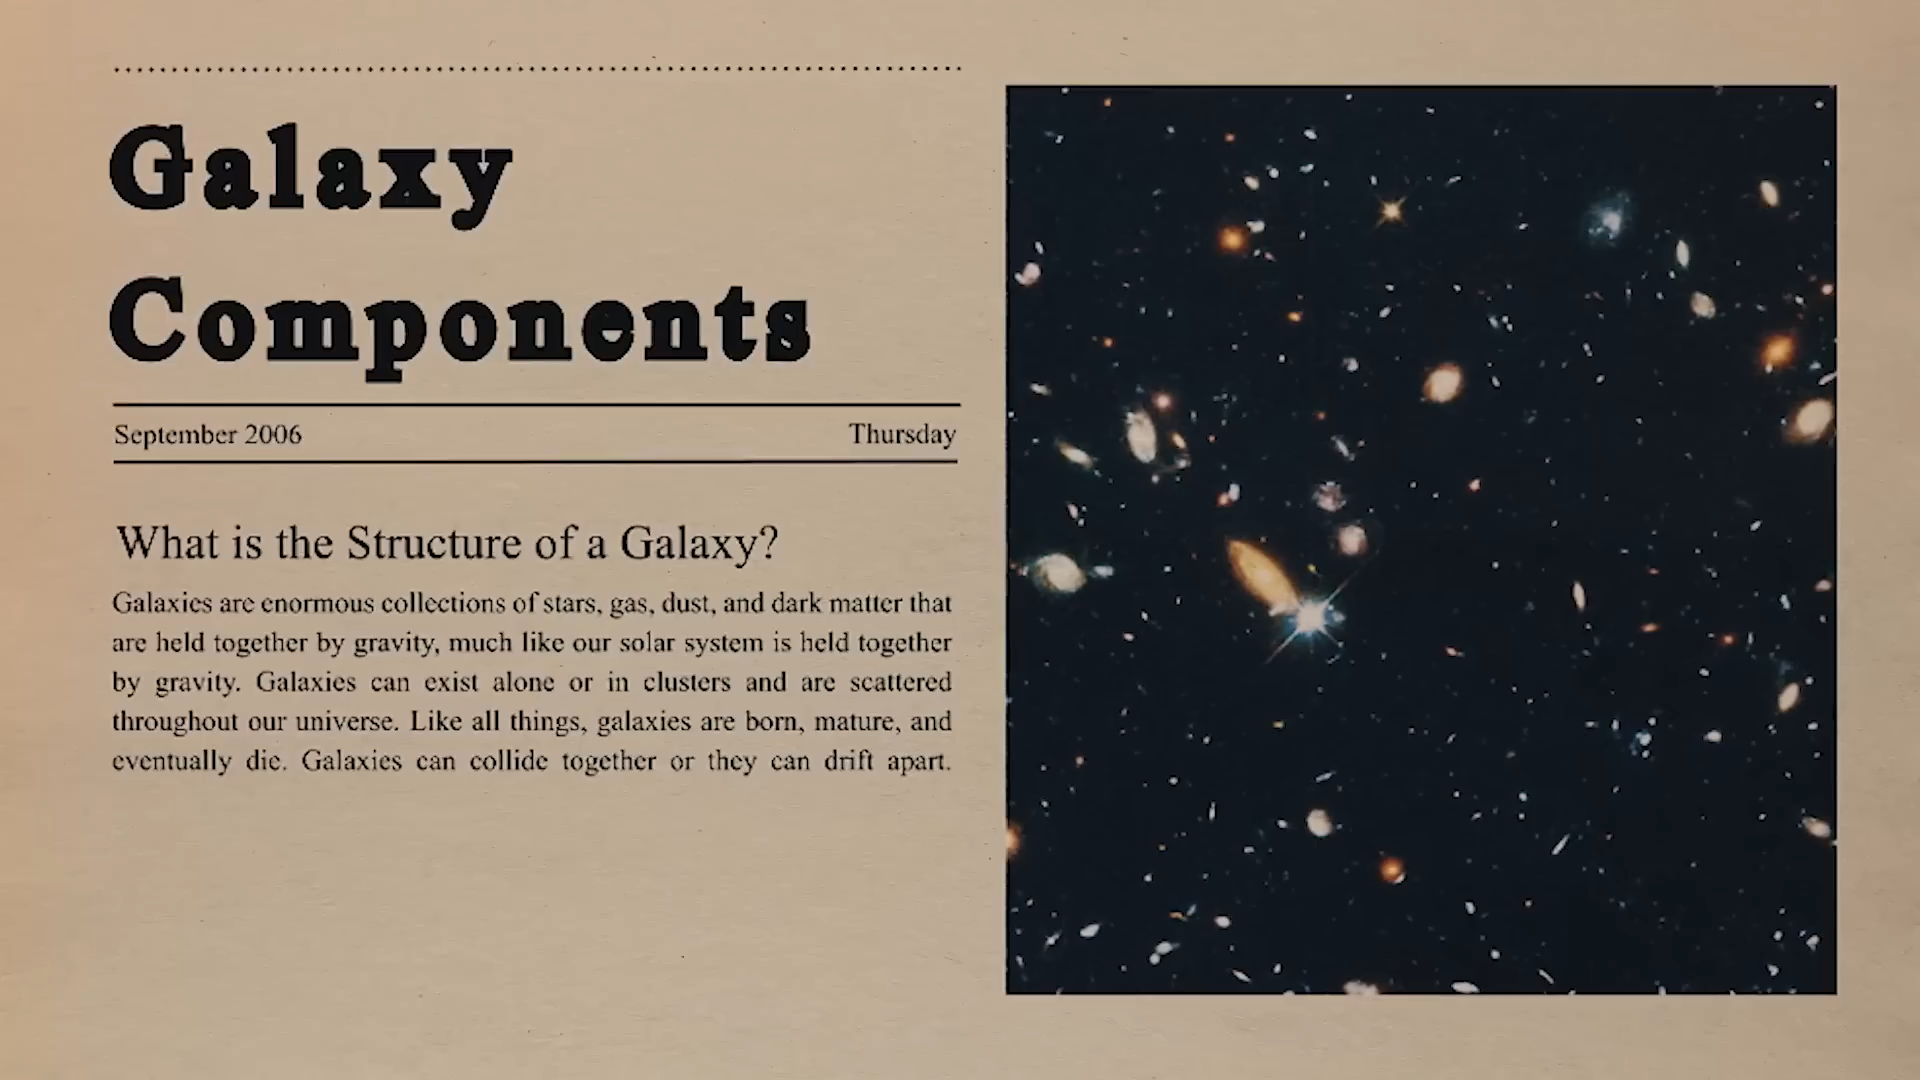 Galaxy
Components
September 2006 Thursday
What is the Structure of a Galaxy?
Galaxies are enormous collections of stars, gas, dust, and dark matter that
are held together by gravity, much like our solar system is held together
by gravity. Galaxies can exist alone or in clusters and are scattered
throughout our universe. Like all things, galaxies are born, mature, and
eventually die. Galaxies can collide together or they can drift apart.